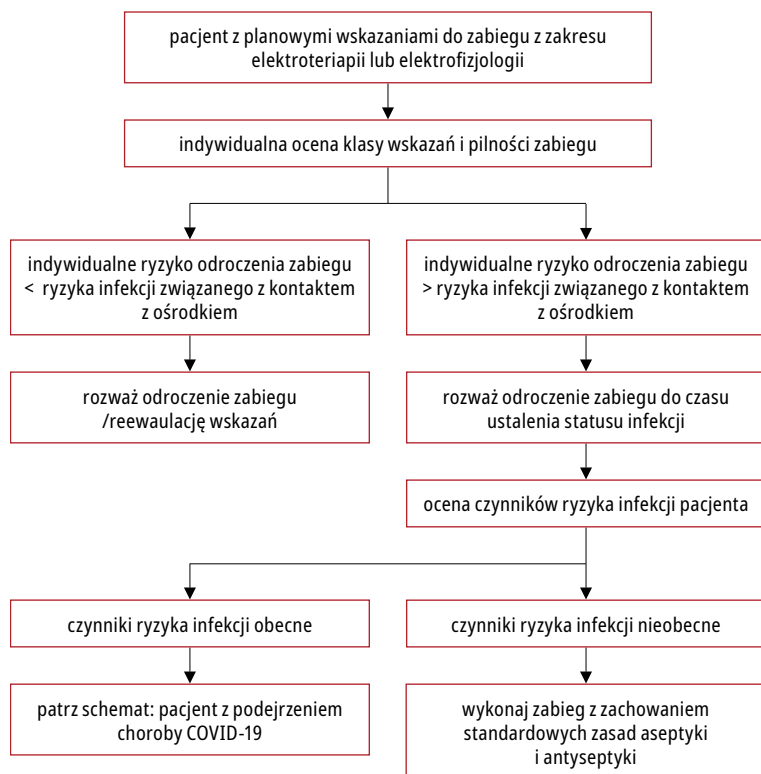 pacjent z planowymi wskazaniami do zabiegu z zakresu
elektroteriapii lub elektrofizjologii
indywidualna ocena klasy wskazań i pilności zabiegu
indywidualne ryzyko odroczenia zabiegu
< ryzyka infekcji związanego z kontaktem
z ośrodkiem
indywidualne ryzyko odroczenia zabiegu
> ryzyka infekcji związanego z kontaktem
z ośrodkiem
rozważ odroczenie zabiegu
/reewaulację wskazań
rozważ odroczenie zabiegu do czasu
ustalenia statusu infekcji
ocena czynników ryzyka infekcji pacjenta
czynniki ryzyka infekcji obecne
czynniki ryzyka infekcji nieobecne
patrz schemat: pacjent z podejrzeniem
choroby COVID-19
wykonaj zabieg z zachowaniem
standardowych zasad aseptyki
i antyseptyki